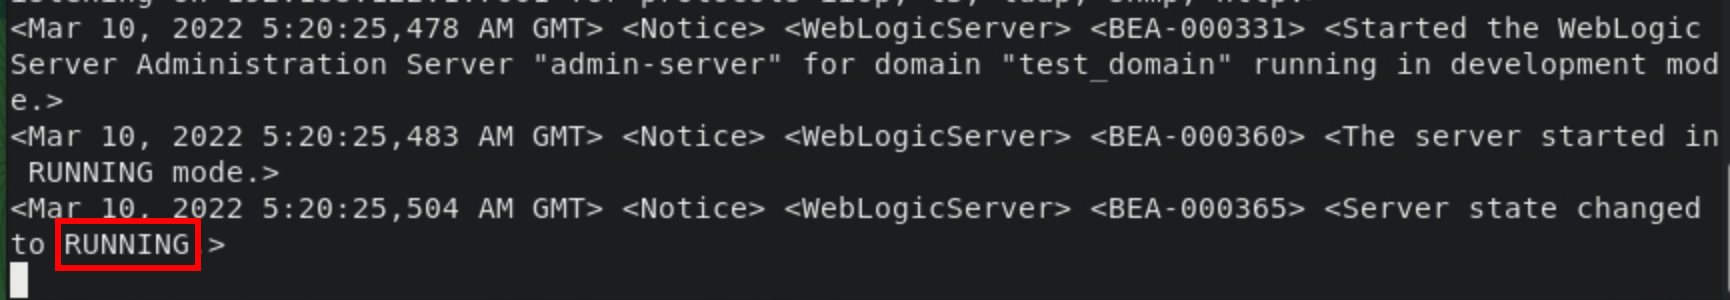 <Mar 10, 2022 5:20:25,478 AM GMT> <Notice> <WebLogicServer> <BEA-000331> <Started the WebLogic
Server Administration Server "admin-server" for domain "test_domain" running in development mod
e.>
<Mar 10, 2022 5:20:25,483 AM GMT> <Notice> <WebLogicServer> <BEA-000360> <The server started in
RUNNING mode.>
<Mar 10, 2022 5:20:25,504 AM GMT> <Notice> <WebLogicServer> <BEA-000365> <Server state changed
to RUNNING >